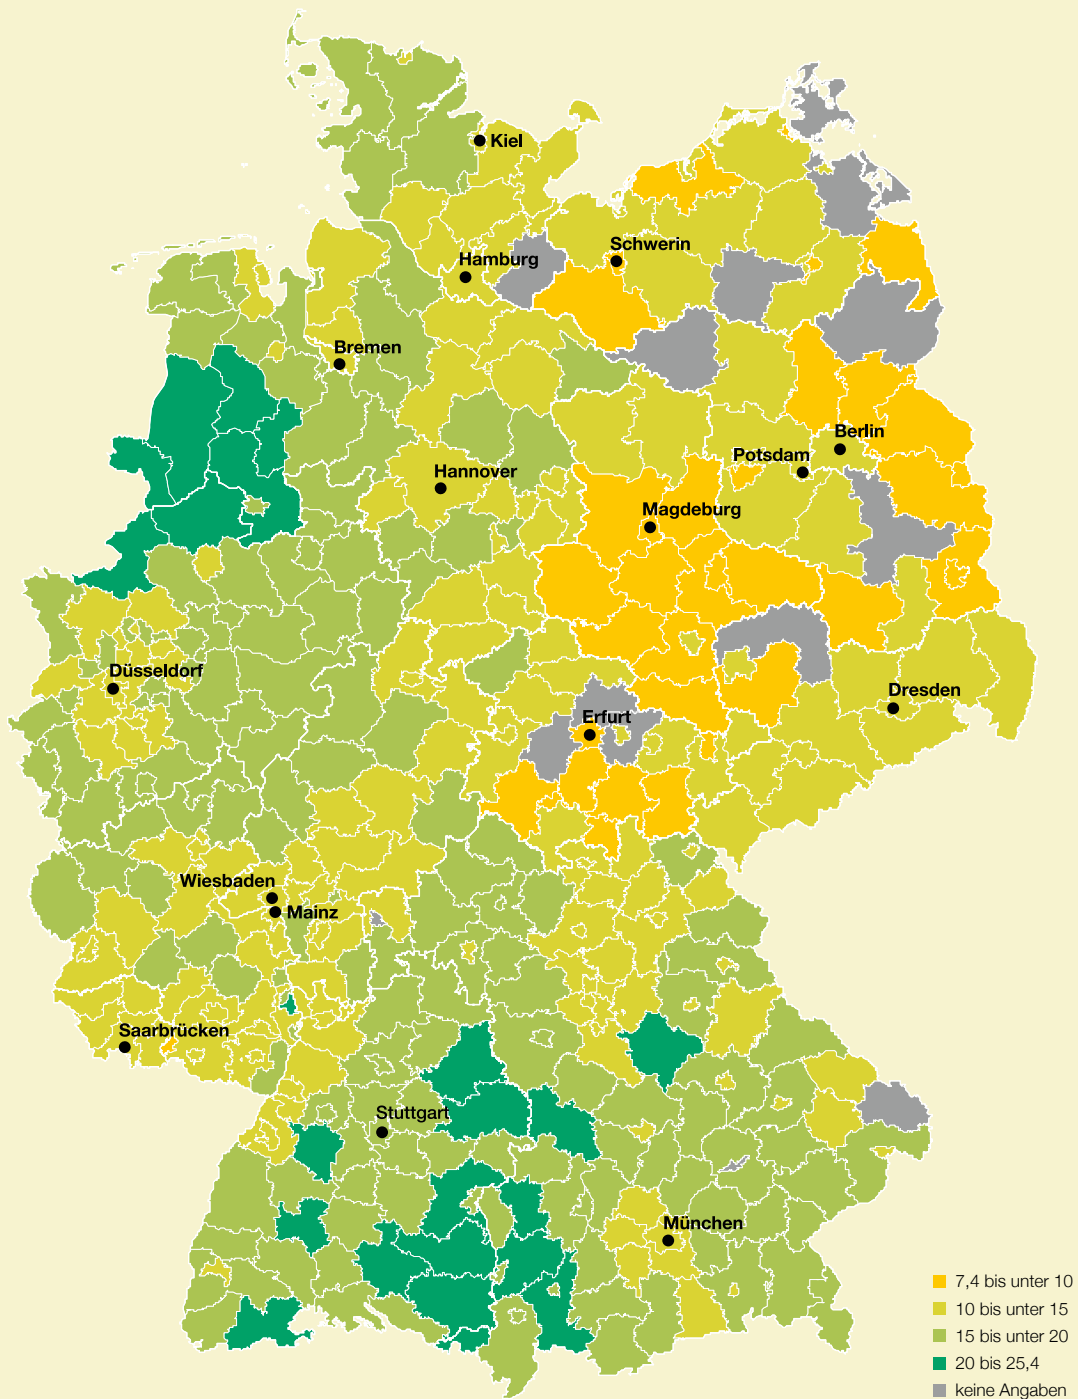 Kiel
Schwerin
Hamburg
Bremen
Berlin
Potsdam
Hannover
Magdeburg
Düsseldorf
Dresden
Erfurt
Wiesbaden
Mainz
Saarbrücken
Stuttgart
München
7,4 bis unter 10
10 bis unter 15
15 bis unter 20
20 bis 25,4
keine Angaben